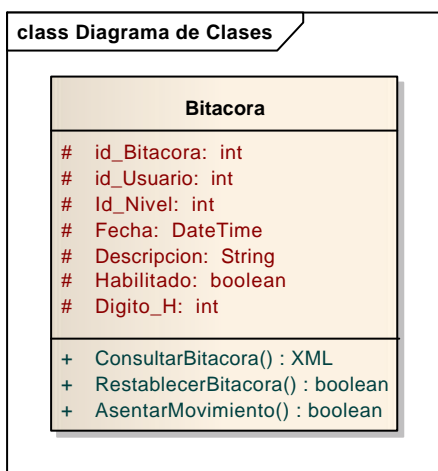 class Diagrama de Clases
Bitacora
# id_Bitacora: int
# id_Usuario: int
# Id_Nivel: int
# Fecha: DateTime
# Descripcion: String
# Habilitado: boolean
# Digito_H: int
+ ConsultarBitacora() : XML
+ RestablecerBitacora() : boolean
+ AsentarMovimiento() : boolean